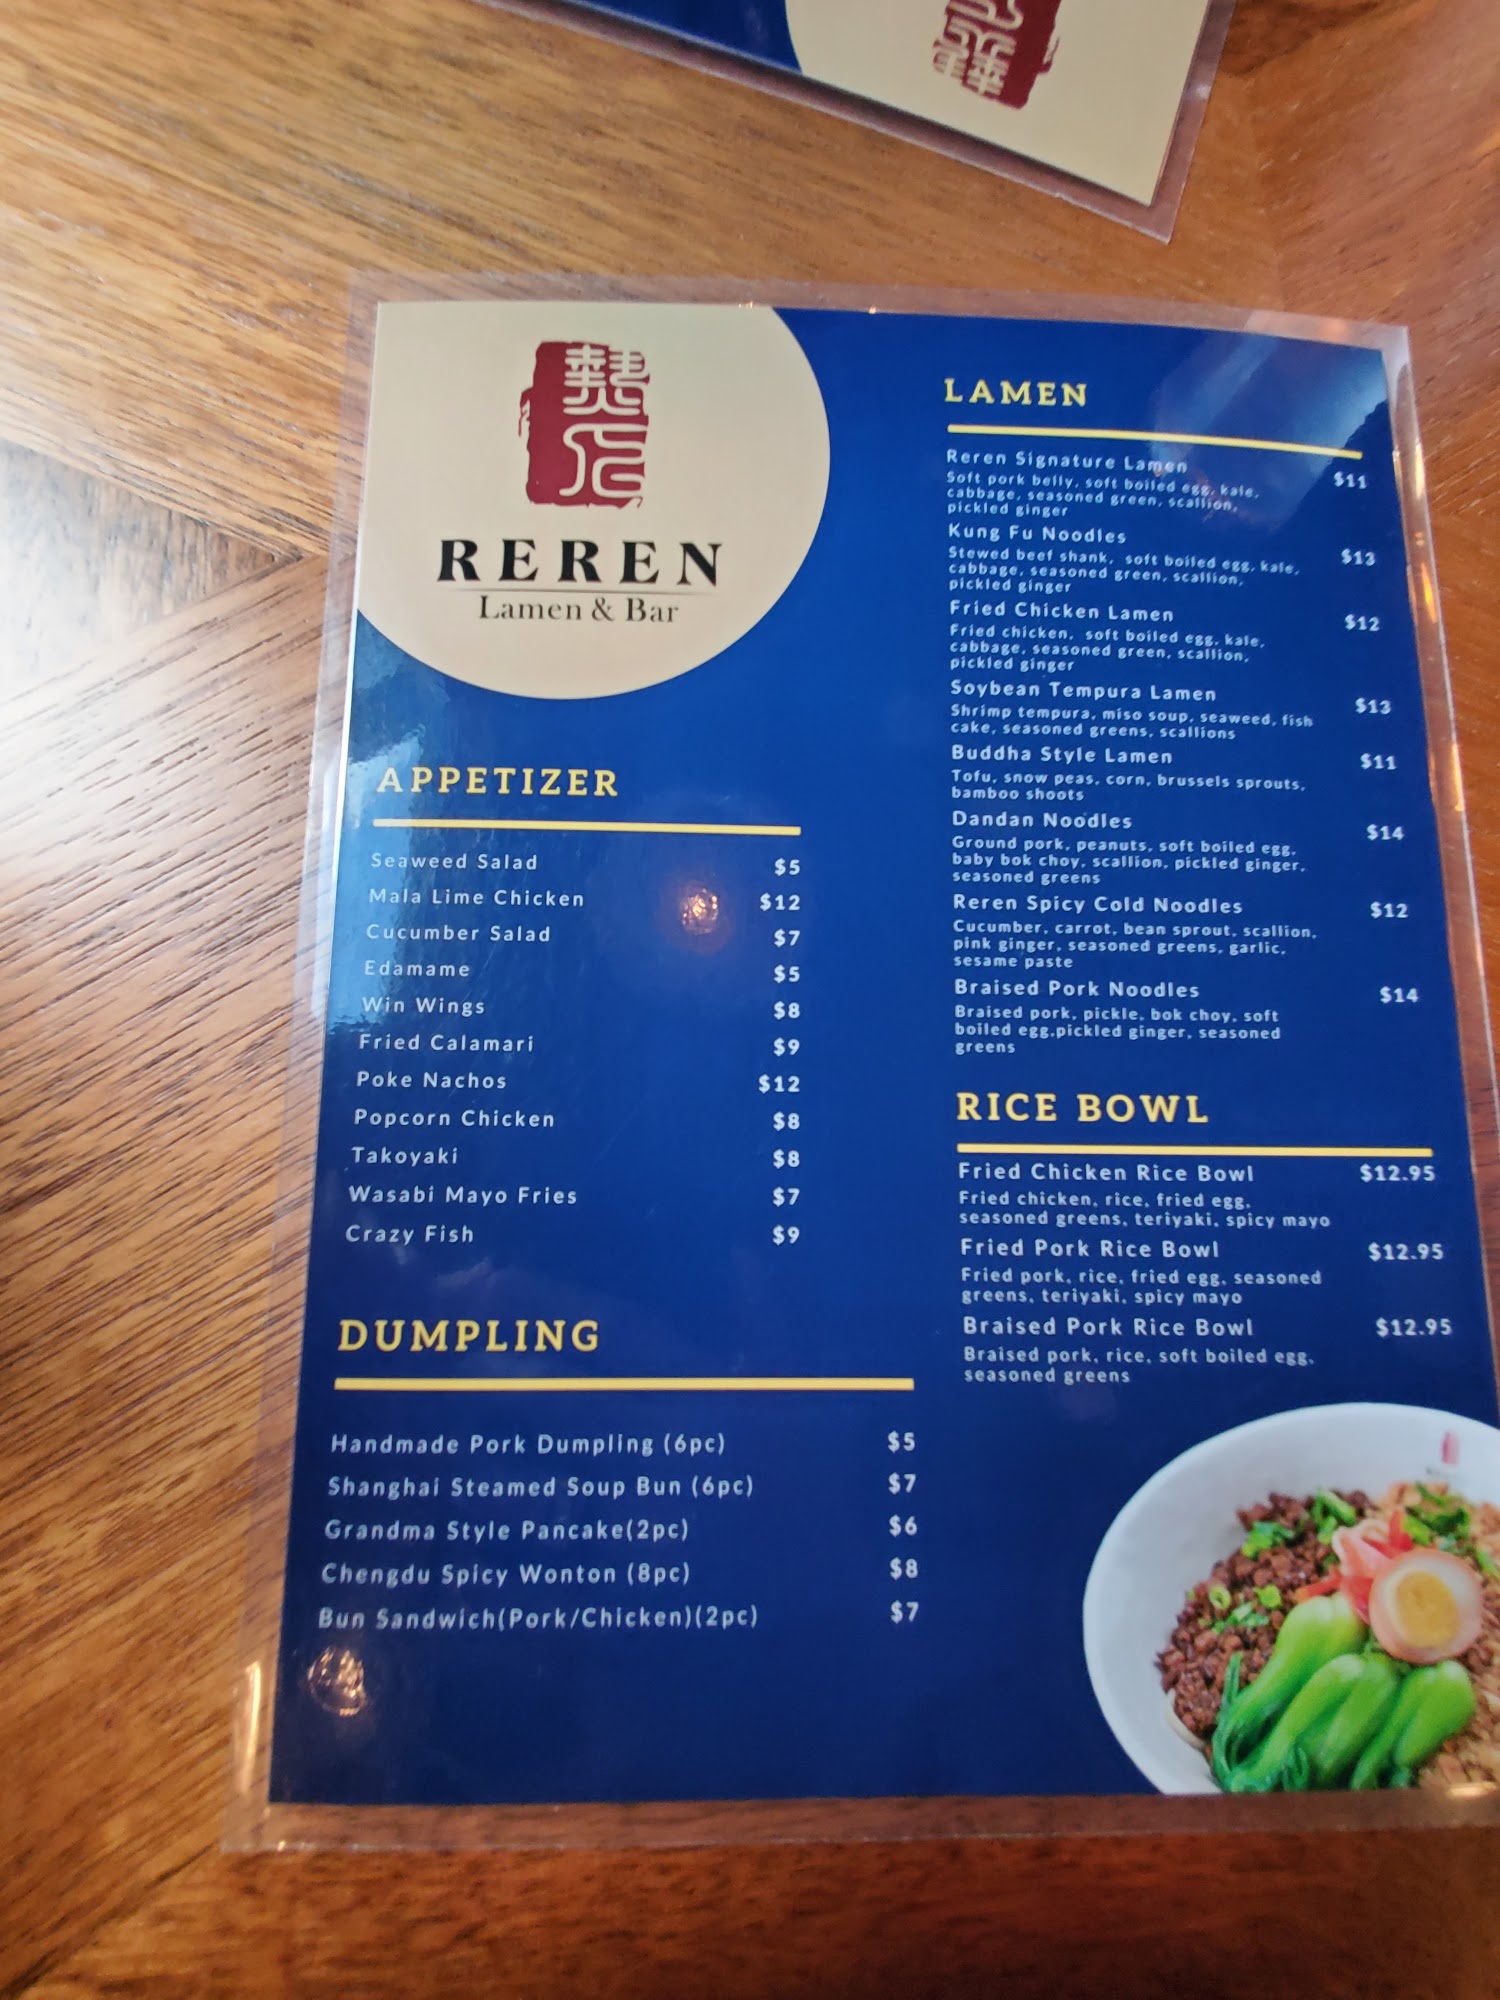 熱人
REREN
Lamen & Bar
APPETIZER
Seaweed Salad $5
Mala Lime Chicken $12
Cucumber Salad $7
Edamame $5
Win Wings $8
Fried Calamari $9
Poke Nachos $12
Popcorn Chicken $8
Takoyaki $8
Wasabi Mayo Fries $7
Crazy Fish $9
DUMPLING
Handmade Pork Dumpling (6pc) $5
Shanghai Steamed Soup Bun (6pc) $7
Grandma Style Pancake(2pc) $6
Chengdu Spicy Wonton (8pc) $8
Bun Sandwich(Pork/Chicken)(2pc) $7
LAMEN
Reren Signature Lamen $11
Soft pork belly, soft boiled egg, kale,
cabbage, seasoned green, scallion,
pickled ginger
Kung Fu Noodles $13
Stewed beef shank, soft boiled egg, kale,
cabbage, seasoned green, scallion,
pickled ginger
Fried Chicken Lamen $12
Fried chicken, soft boiled egg, kale,
cabbage, seasoned green, scallion,
pickled ginger
Soybean Tempura Lamen $13
Shrimp tempura, miso soup, seaweed, fish
cake, seasoned greens, scallions
Buddha Style Lamen $11
Tofu, snow peas, corn, brussels sprouts,
bamboo shoots
Dandan Noodles $14
Ground pork, peanuts, soft boiled egg,
baby bok choy, scallion, pickled ginger,
seasoned greens
Reren Spicy Cold Noodles $12
Cucumber, carrot, bean sprout, scallion,
pink ginger, seasoned greens, garlic,
sesame paste
Braised Pork Noodles $14
Braised pork, pickle, bok choy, soft
boiled egg,pickled ginger, seasoned
greens
RICE BOWL
Fried Chicken Rice Bowl $12.95
Fried chicken, rice, fried egg,
seasoned greens, teriyaki, spicy mayo
Fried Pork Rice Bowl $12.95
Fried pork, rice, fried egg, seasoned
greens, teriyaki, spicy mayo
Braised Pork Rice Bowl $12.95
Braised pork, rice, soft boiled egg,
seasoned greens